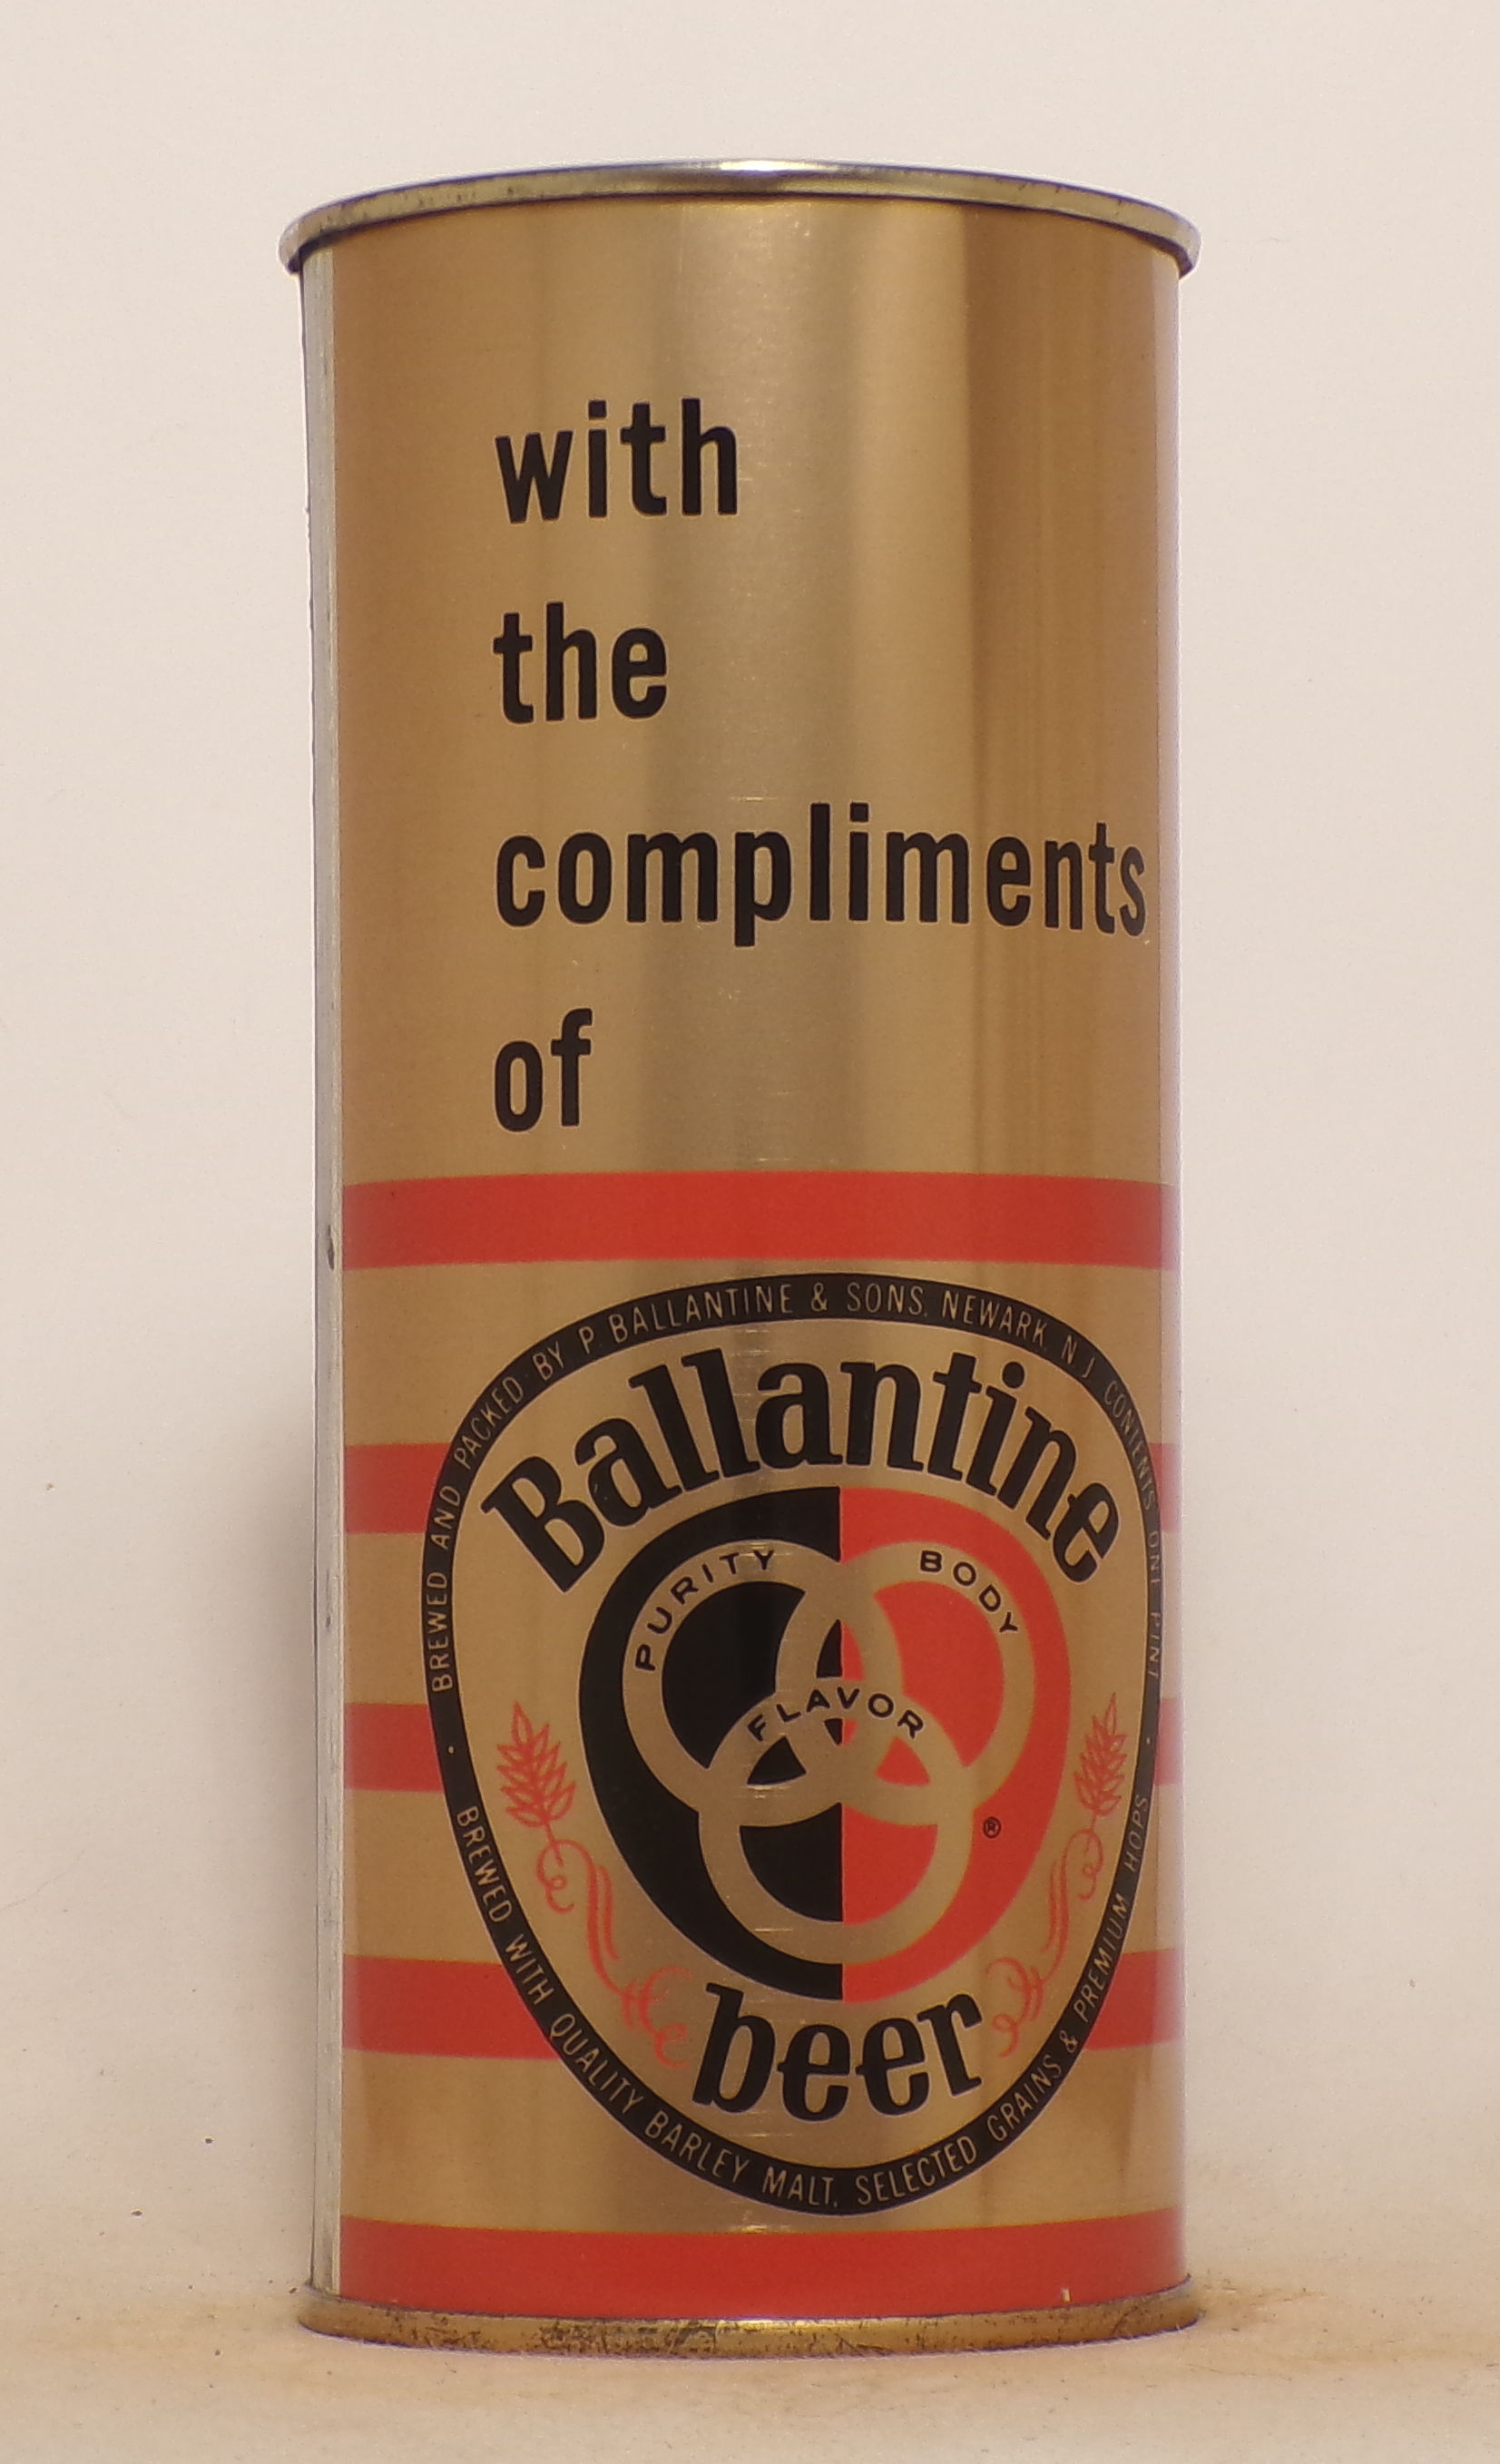 with
the
compliments
of
BREWED AND PACKED BY P. BALLANTINE & SONS, NEWARK, N.J. CONTENTS ONE PINT
Ballantine
PURITY
BODY
FLAVOR
®
beer
BREWED WITH QUALITY BARLEY MALT, SELECTED GRAINS & PREMIUM HOPS